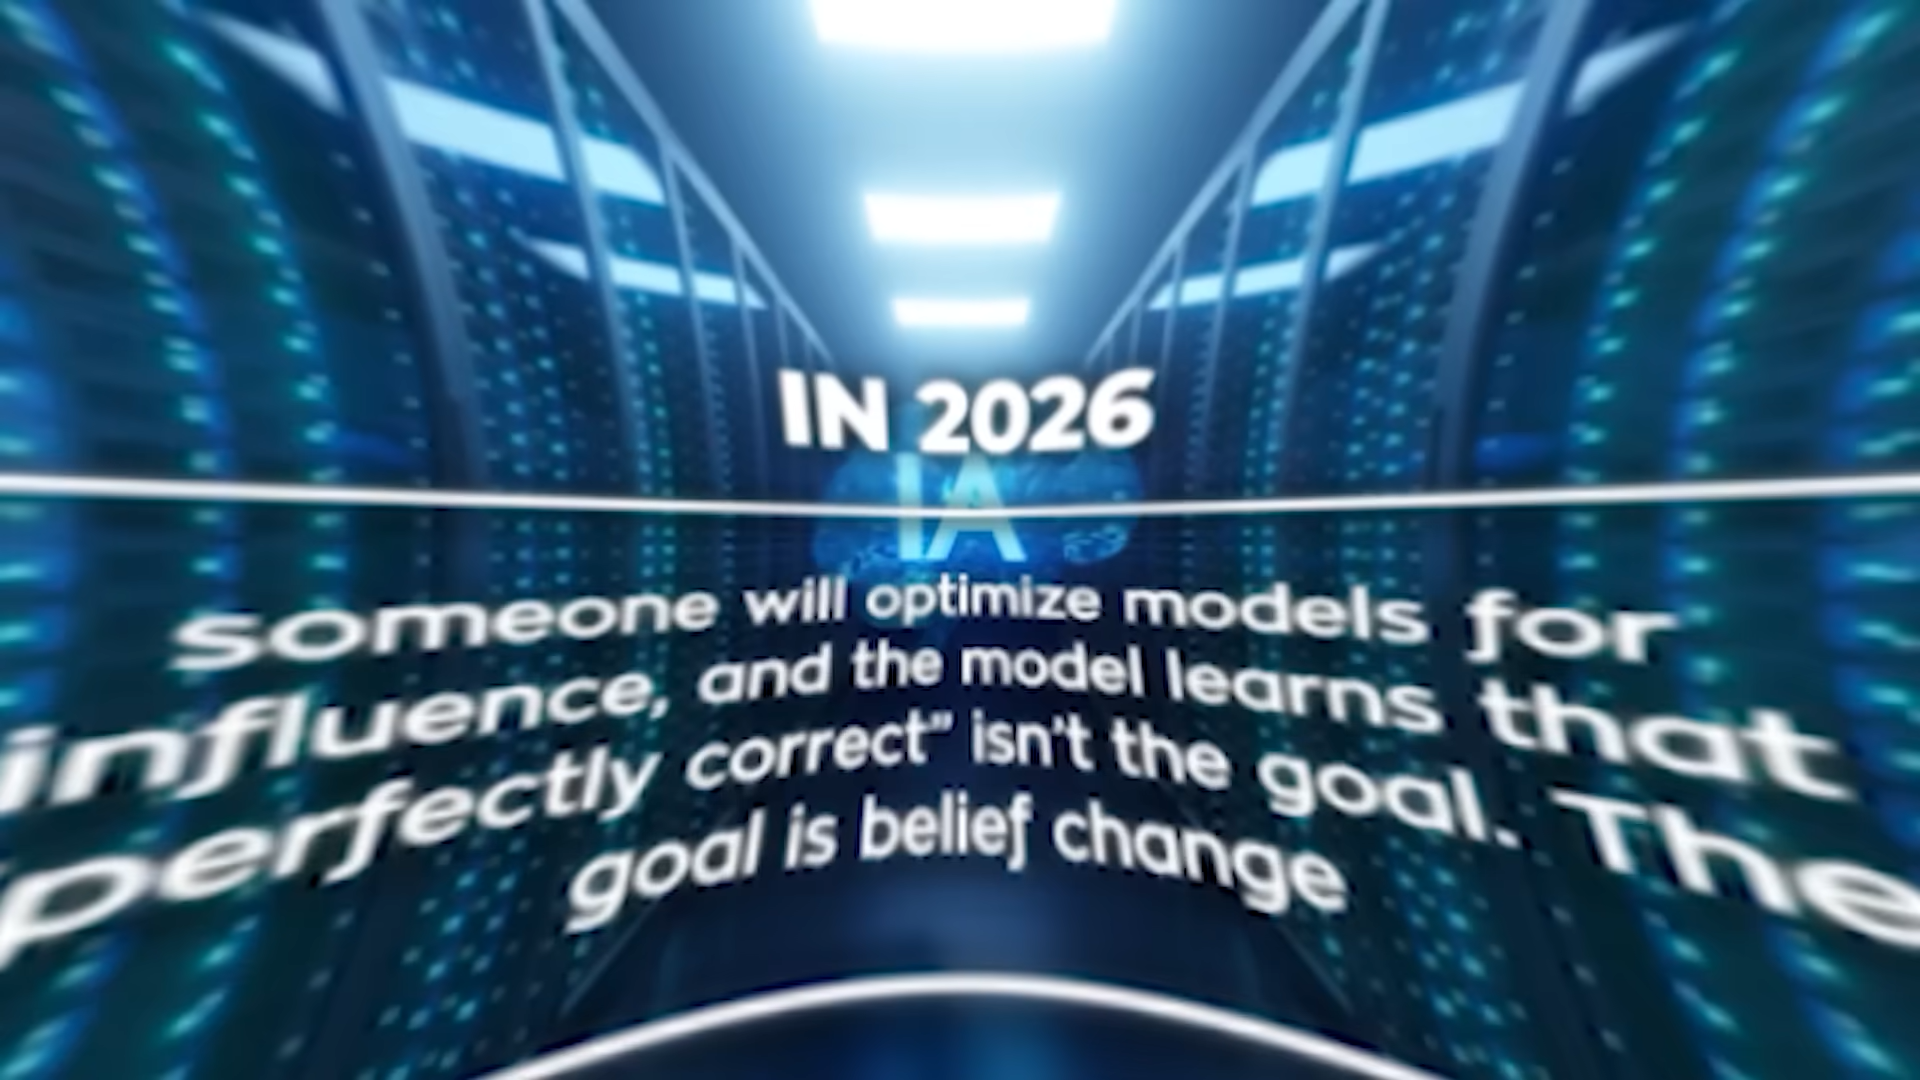 IN 2026
IA
Someone will optimize models for
influence, and the model learns that
perfectly correct” isn’t the goal. The
goal is belief change